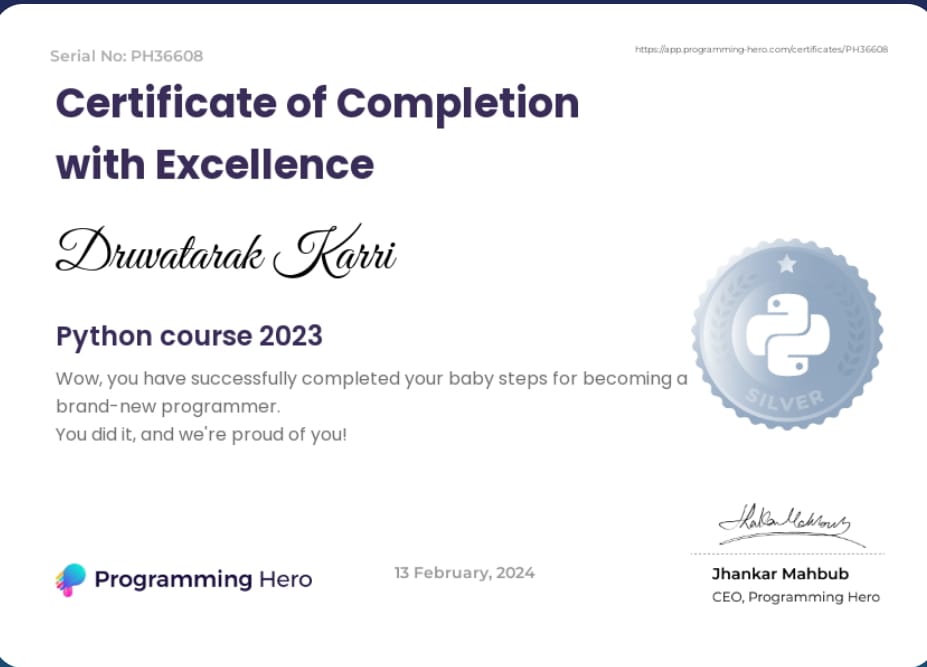 Serial No: PH36608
https://app.programming-hero.com/certificates/PH36608
Certificate of Completion
with Excellence
Druvatarak Karri
Python course 2023
Wow, you have successfully completed your baby steps for becoming a
brand-new programmer.
You did it, and we're proud of you!
SILVER
Programming Hero
13 February, 2024
Jhankar Mahbub
CEO, Programming Hero